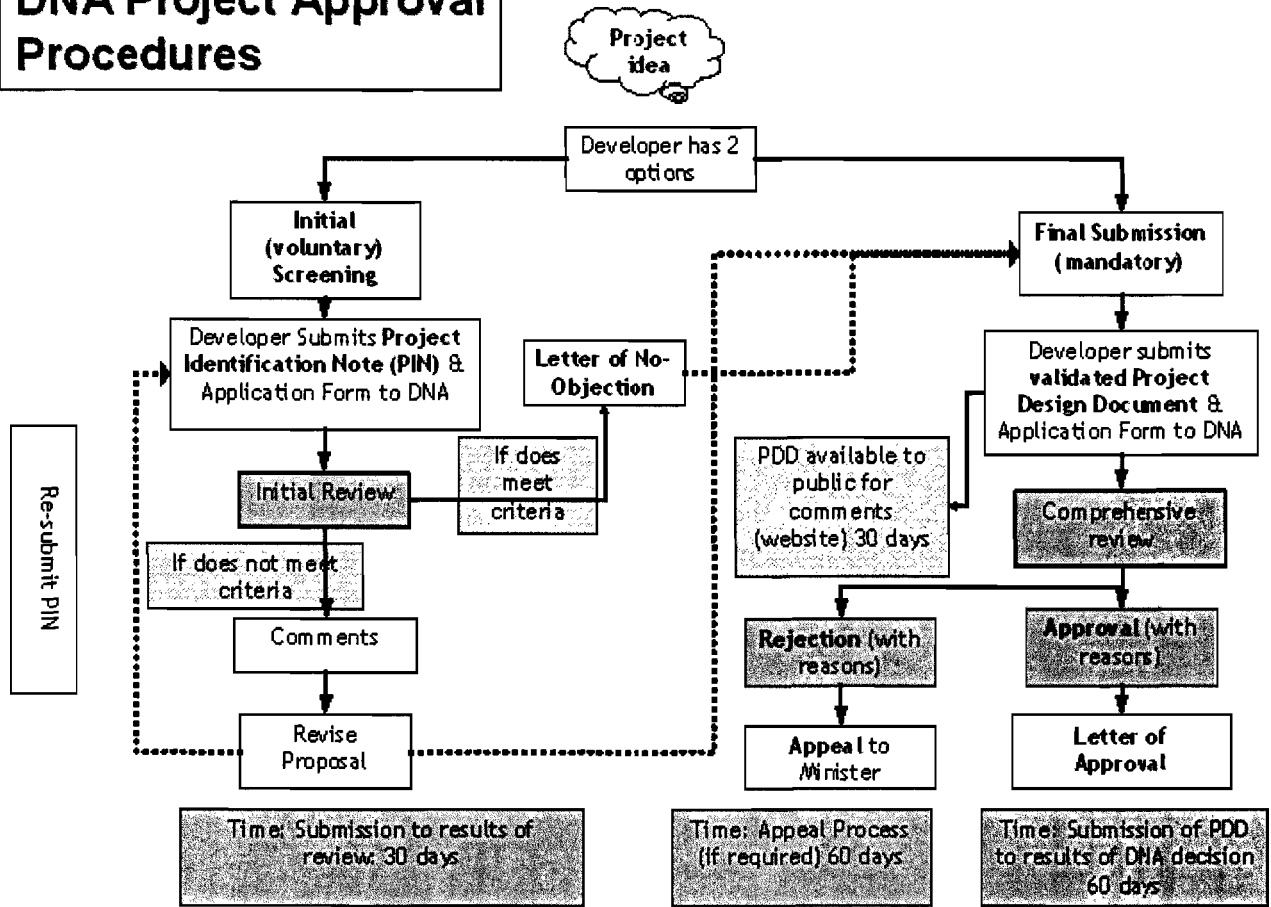 DNA Project Approval
Procedures
Project
idea
Developer has 2
options
Initial
(voluntary)
Screening
Final Submission
(mandatory)
Developer Submits Project
Identification Note (PIN) &
Application Form to DNA
Letter of No-
Objection
Developer submits
validated Project
Design Document &
Application Form to DNA
Re-submit PIN
Initial Review
If does
meet
criteria
PDD available to
public for
comments
(website) 30 days
Comprehensive
review
If does not meet
criteria
Comments
Rejection (with
reasons)
Approval (with
reasons)
Revise
Proposal
Appeal to
Minister
Letter of
Approval
Time: Submission to results of
review: 30 days
Time: Appeal Process
(if required) 60 days
Time: Submission of PDD
to results of DNA decision
60 days